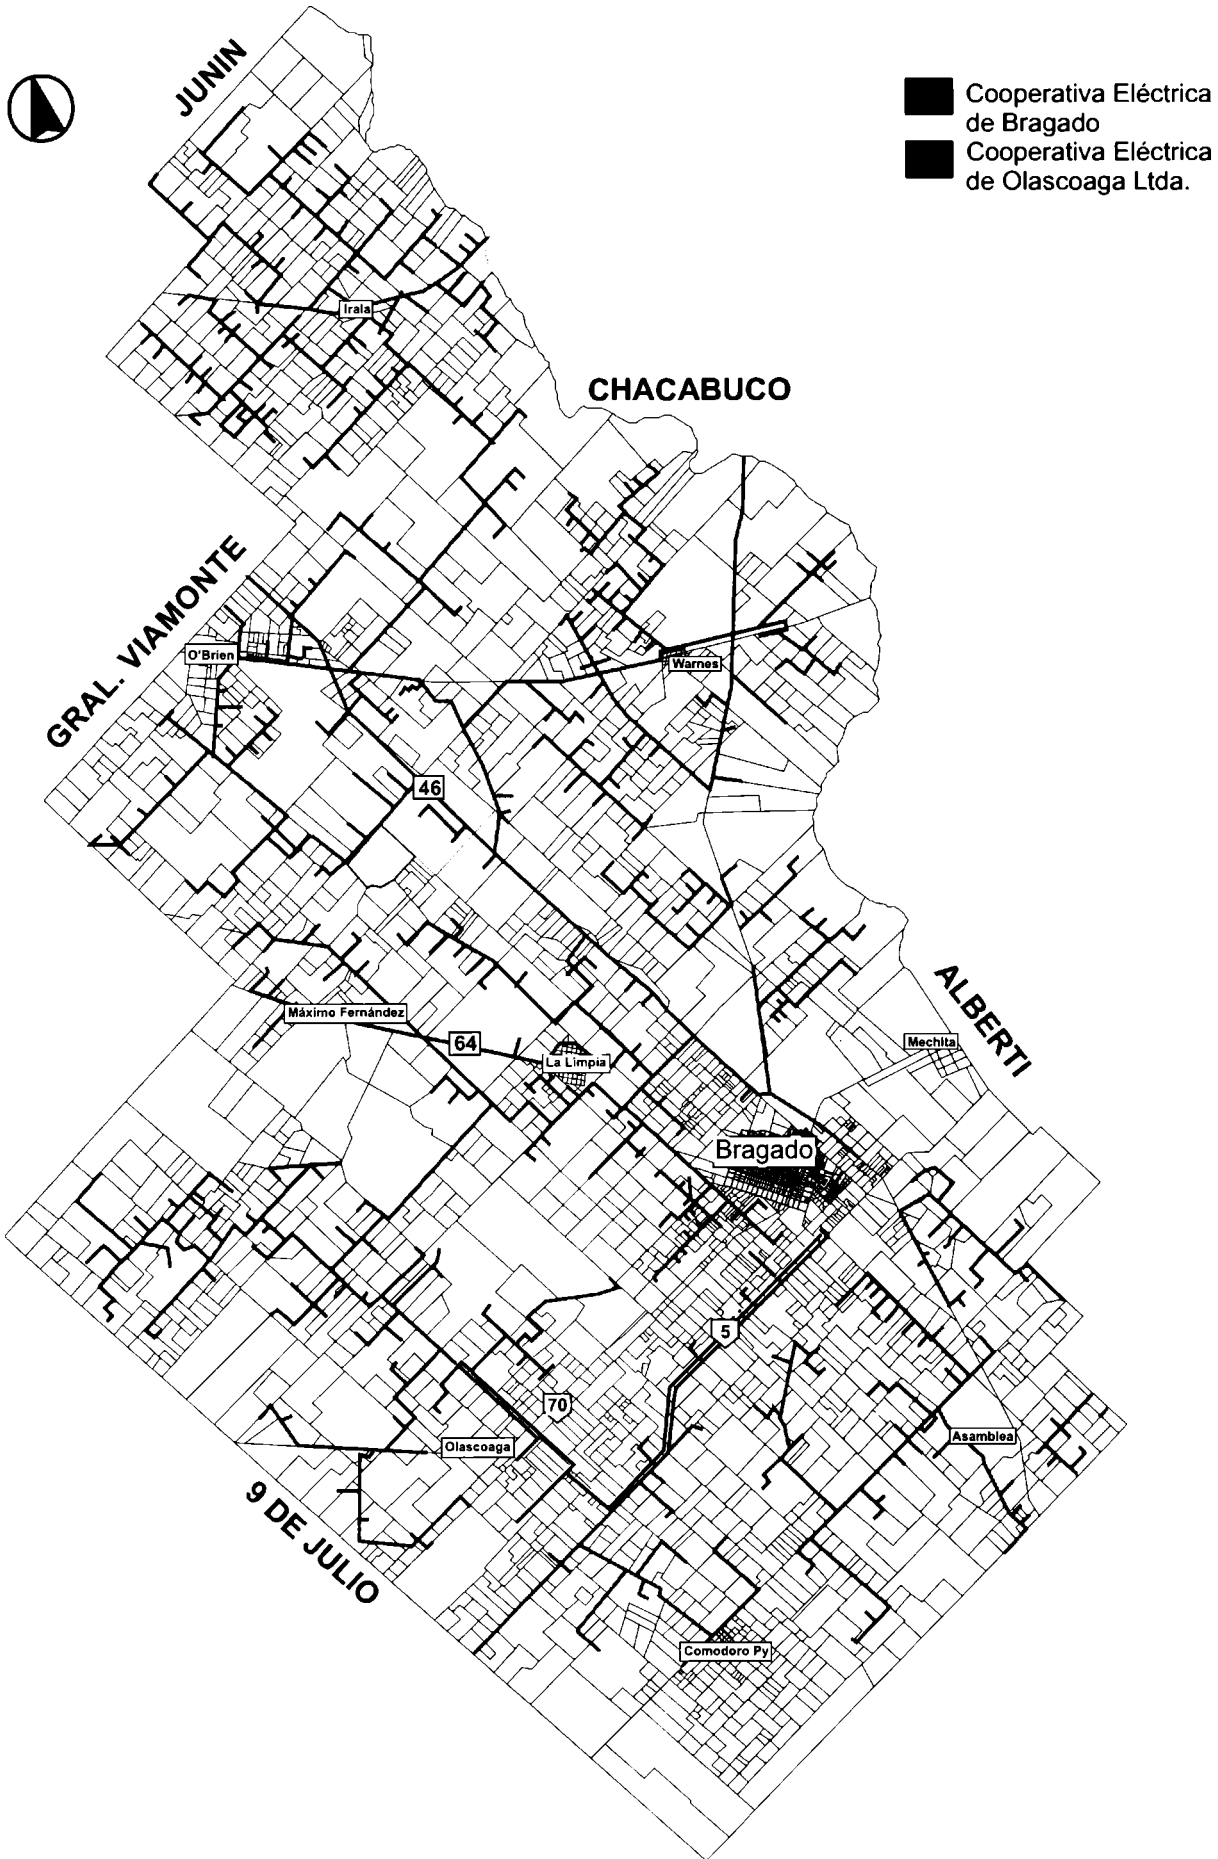 JUNIN
Cooperativa Eléctrica
de Bragado
Cooperativa Eléctrica
de Olascoaga Ltda.
Irala
CHACABUCO
GRAL. VIAMONTE
O'Brien
Warnes
46
ALBERTI
Máximo Fernández
64
La Limpia
Mechita
Bragado
5
70
Olascoaga
Asamblea
9 DE JULIO
Comodoro Py